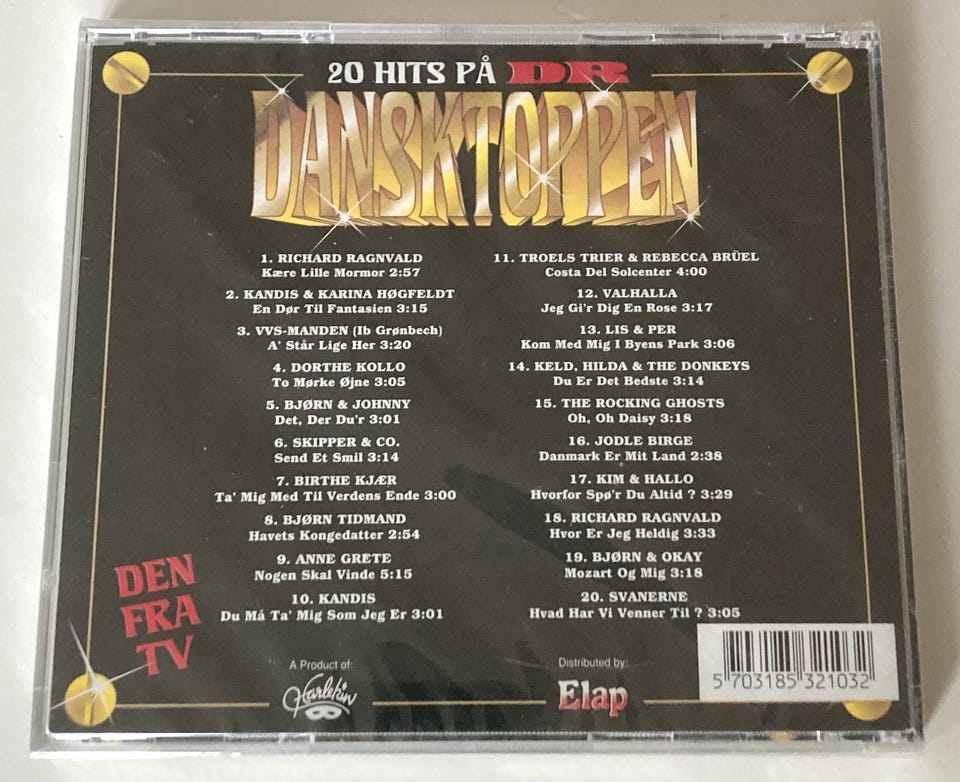 20 HITS PÅ DR
DANSKTOPPEN
1. RICHARD RAGNVALD
Kære Lille Mormor 2:57
2. KANDIS & KARINA HØGFELDT
En Dør Til Fantasien 3:15
3. VVS-MANDEN (Ib Grønbech)
A' Står Lige Her 3:20
4. DORTHE KOLLO
To Mørke Øjne 3:05
5. BJØRN & JOHNNY
Det, Der Du'r 3:01
6. SKIPPER & CO.
Send Et Smil 3:14
7. BIRTHE KJÆR
Ta' Mig Med Til Verdens Ende 3:00
8. BJØRN TIDMAND
Havets Kongedatter 2:54
9. ANNE GRETE
Nogen Skal Vinde 5:15
10. KANDIS
Du Må Ta' Mig Som Jeg Er 3:01
11. TROELS TRIER & REBECCA BRÜEL
Costa Del Solcenter 4:00
12. VALHALLA
Jeg Gi'r Dig En Rose 3:17
13. LIS & PER
Kom Med Mig I Byens Park 3:06
14. KELD, HILDA & THE DONKEYS
Du Er Det Bedste 3:14
15. THE ROCKING GHOSTS
Oh, Oh Daisy 3:18
16. JODLE BIRGE
Danmark Er Mit Land 2:38
17. KIM & HALLO
Hvorfor Spø'r Du Altid ? 3:29
18. RICHARD RAGNVALD
Hvor Er Jeg Heldig 3:33
19. BJØRN & OKAY
Mozart Og Mig 3:18
20. SVANERNE
Hvad Har Vi Venner Til ? 3:05
DEN
FRA
TV
A Product of:
Harlekin
Distributed by:
Elap
5 703185 321032